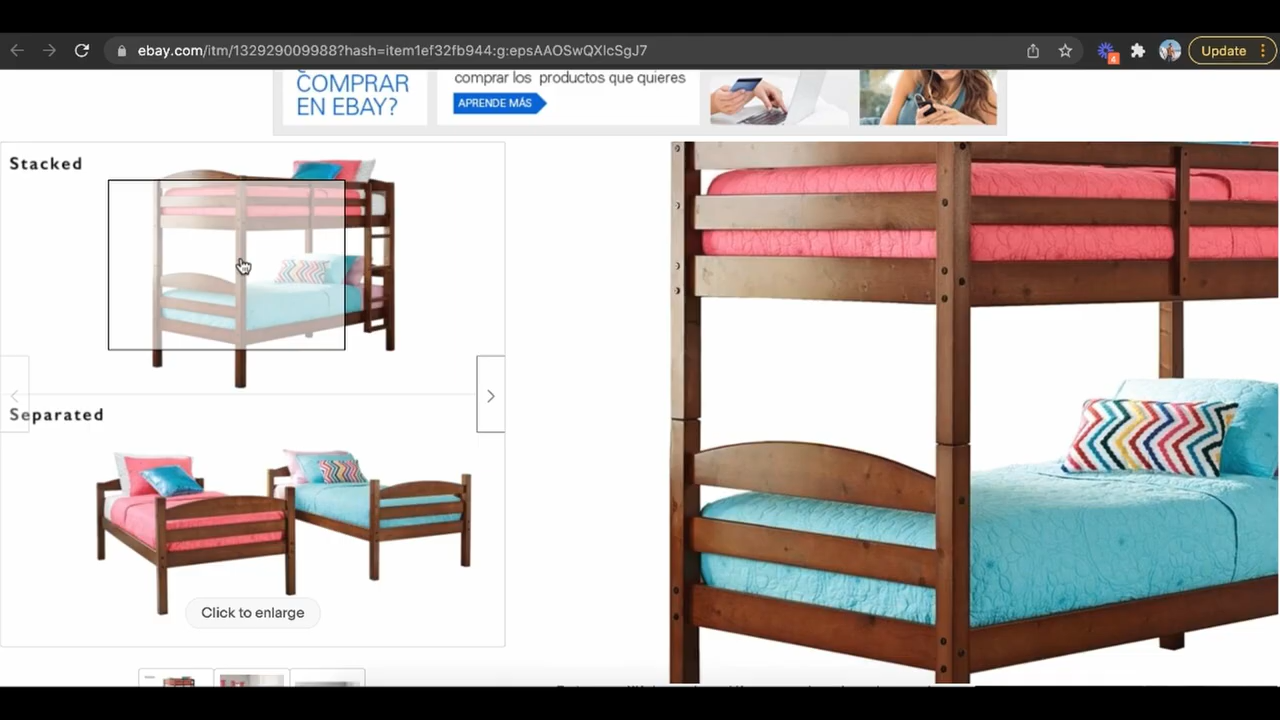 ebay.com/itm/132929009988?hash=item1ef32fb944:g:epsAAOSwQXlcSgJ7
4
Update
COMPRAR
EN EBAY?
comprar los productos que quieres
APRENDE MÁS
Stacked
Separated
Click to enlarge